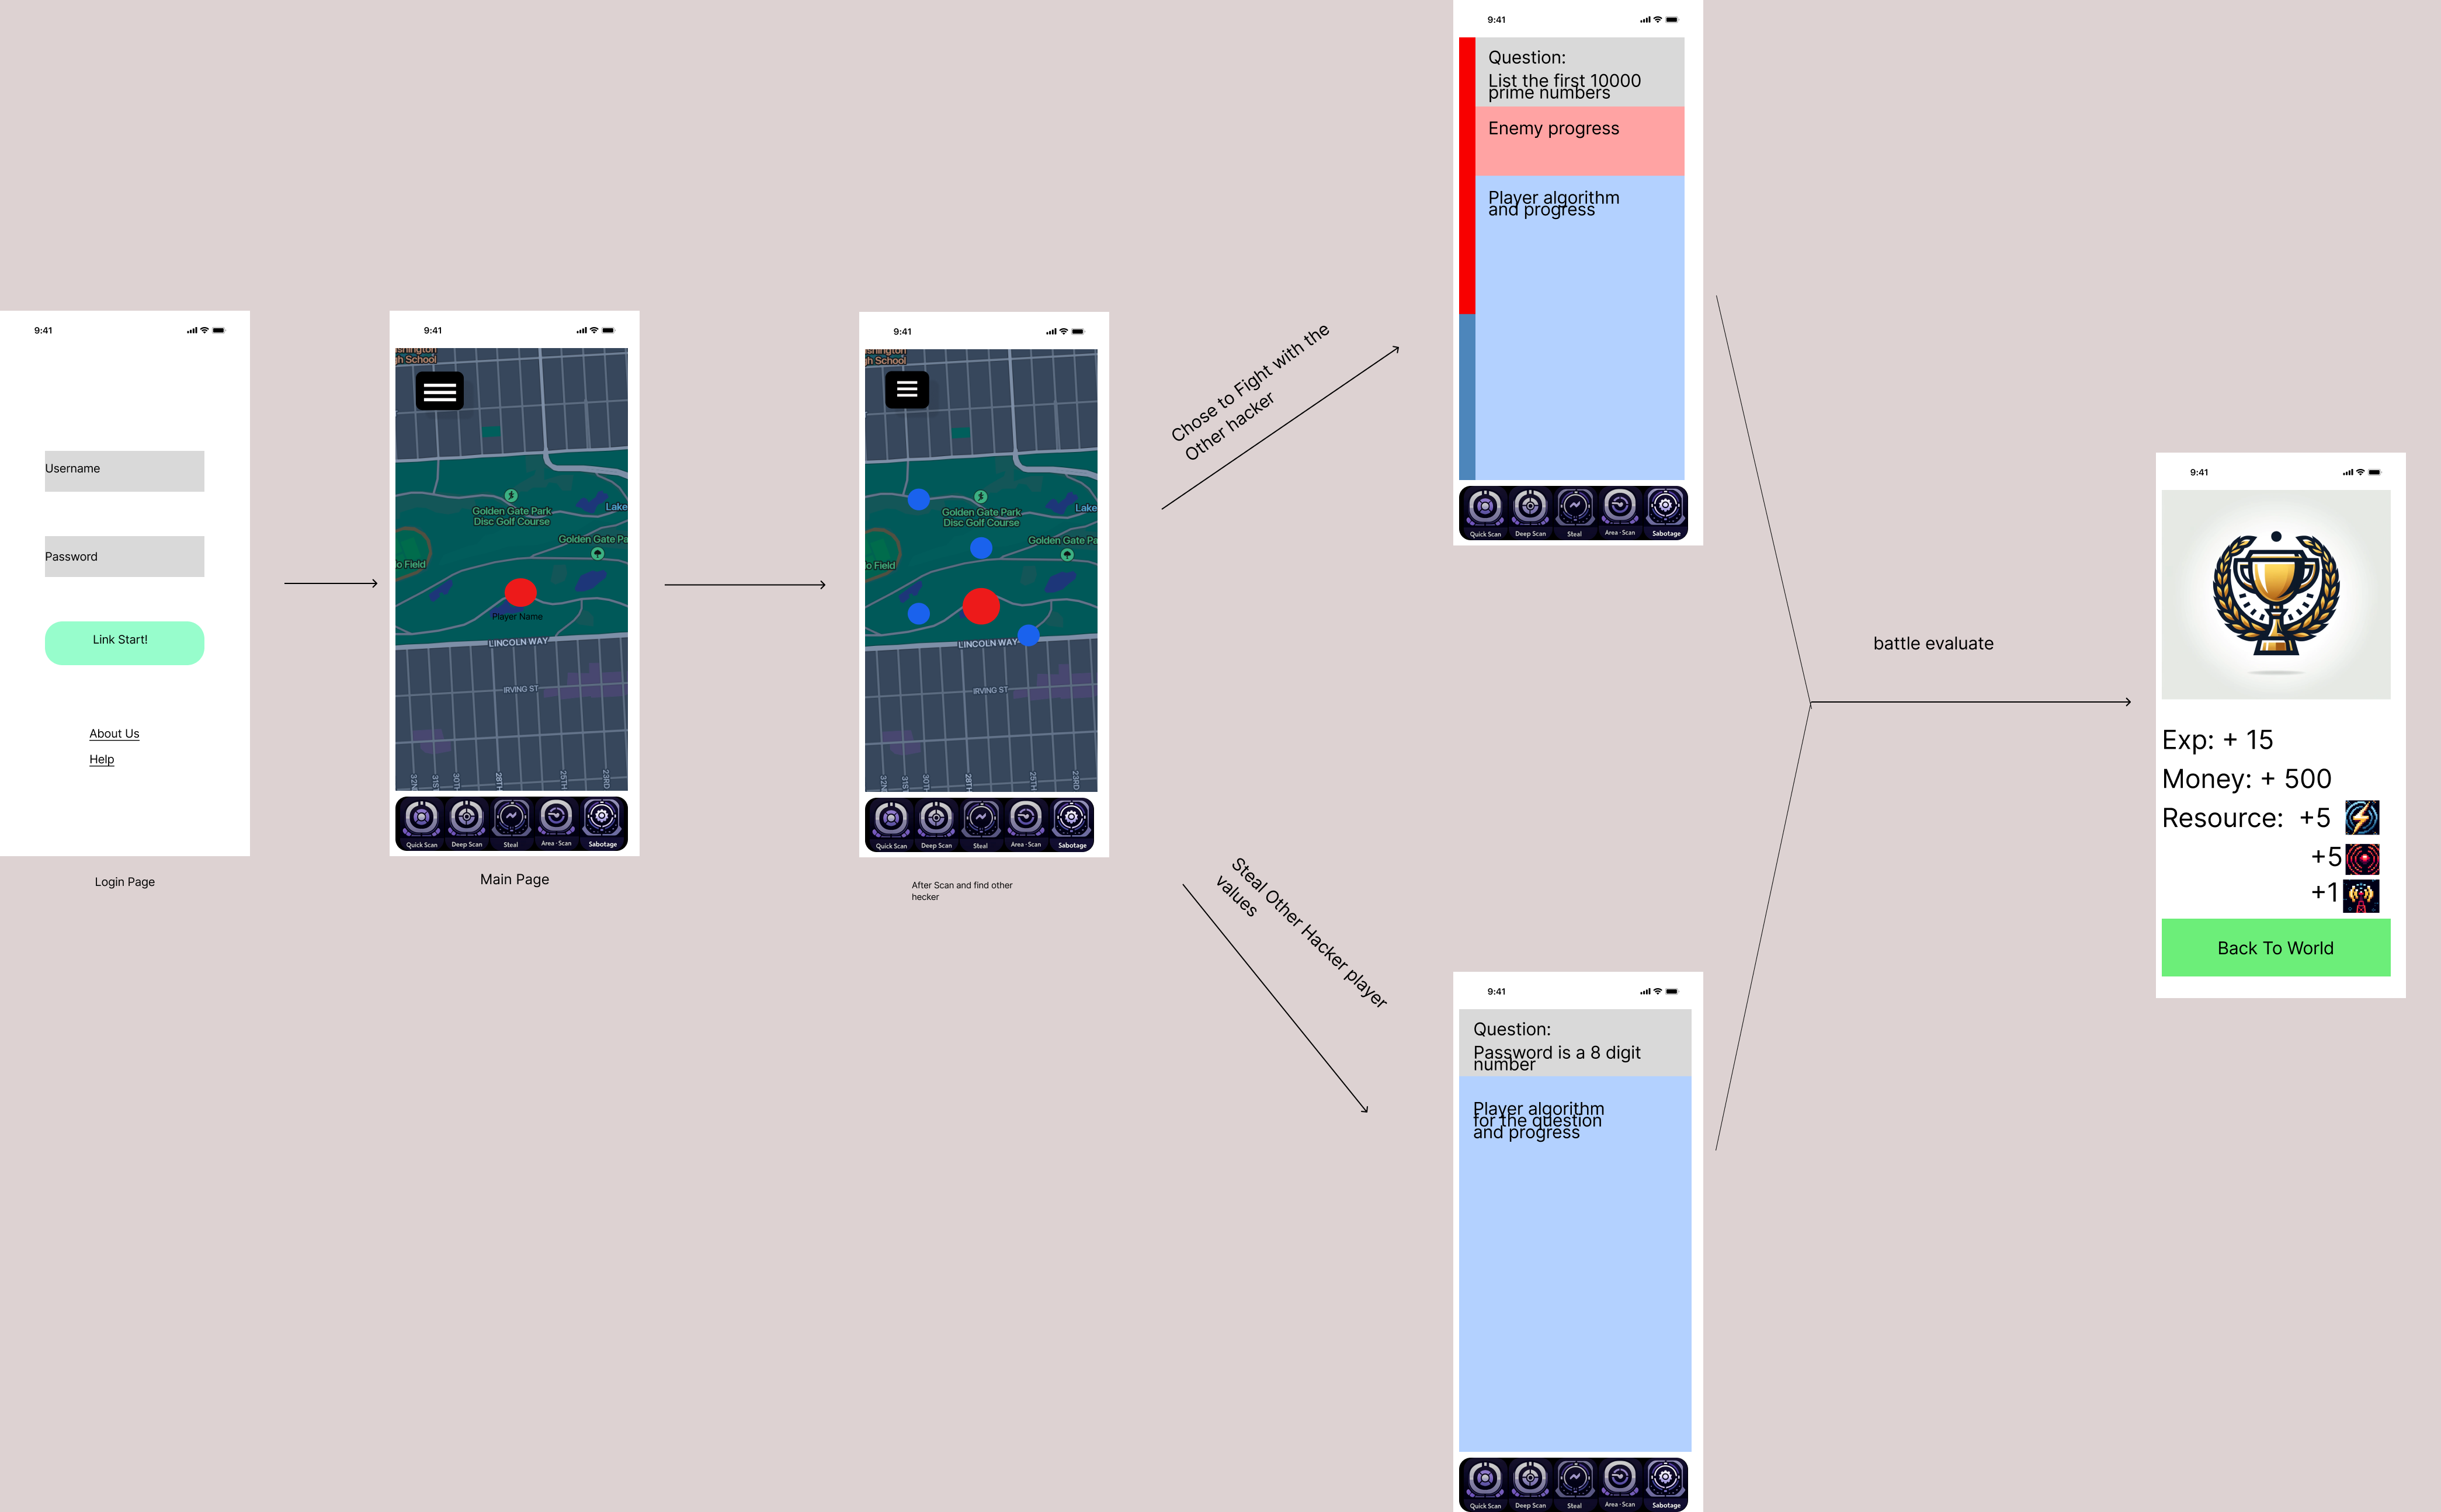 9:41
Username
Password
Link Start!
About Us
Help
Login Page
9:41
shington
gh School
Golden Gate Park
Disc Golf Course
Lake
Golden Gate Pa
o Field
Player Name
LINCOLN WAY
IRVING ST
31ST
30TH
28TH
25TH
23RD
Quick Scan
Deep Scan
Steal
Area · Scan
Sabotage
Main Page
9:41
shington
gh School
Golden Gate Park
Disc Golf Course
Lake
Golden Gate Pa
o Field
LINCOLN WAY
IRVING ST
31ST
30TH
28TH
25TH
23RD
Quick Scan
Deep Scan
Steal
Area · Scan
Sabotage
After Scan and find other
hecker
Chose to Fight with the
Other hacker
Steal Other Hacker player
values
9:41
Question:
List the first 10000
prime numbers
Enemy progress
Player algorithm
and progress
Quick Scan
Deep Scan
Steal
Area · Scan
Sabotage
9:41
Question:
Password is a 8 digit
number
Player algorithm
for the question
and progress
Quick Scan
Deep Scan
Steal
Area · Scan
Sabotage
battle evaluate
9:41
Exp: + 15
Money: + 500
Resource: +5
+5
+1
Back To World